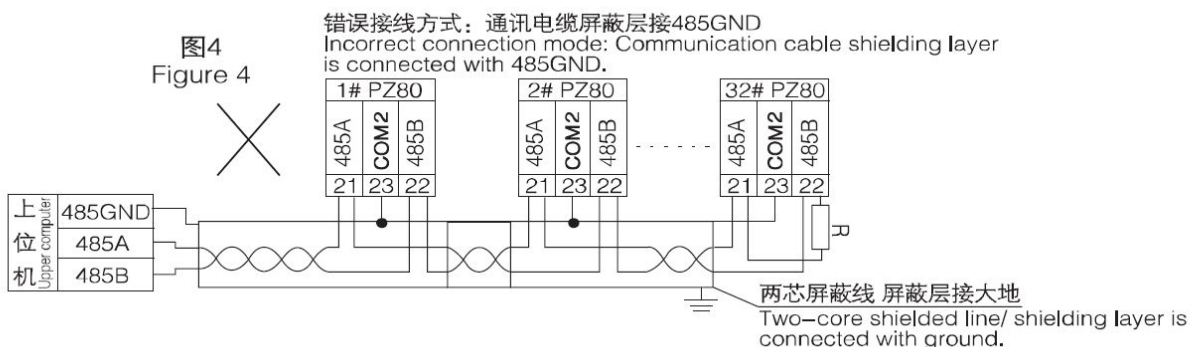 错误接线方式：通讯电缆屏蔽层接485GND
Incorrect connection mode: Communication cable shielding layer
is connected with 485GND.
图4
Figure 4
1# PZ80
485A
COM2
485B
21
23
22
2# PZ80
485A
COM2
485B
21
23
22
32# PZ80
485A
COM2
485B
21
23
22
上位机
Upper computer
485GND
485A
485B
R
两芯屏蔽线 屏蔽层接大地
Two-core shielded line/ shielding layer is
connected with ground.